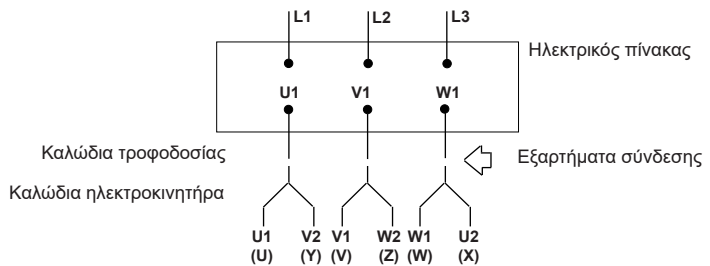 L1 L2 L3
Ηλεκτρικός πίνακας
U1 V1 W1
Καλώδια τροφοδοσίας
Εξαρτήματα σύνδεσης
Καλώδια ηλεκτροκινητήρα
U1 V2 V1 W2 W1 U2
(U) (Y) (V) (Z) (W) (X)